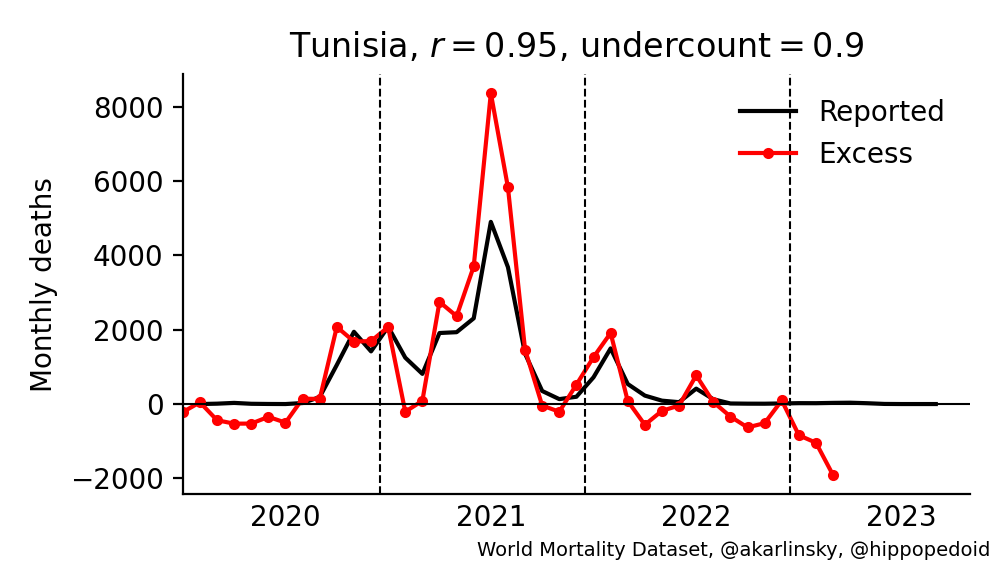 Tunisia, r = 0.95, undercount = 0.9
Reported
Excess
Monthly deaths
8000
6000
4000
2000
0
−2000
2020 2021 2022 2023
World Mortality Dataset, @akarlinsky, @hippopedoid